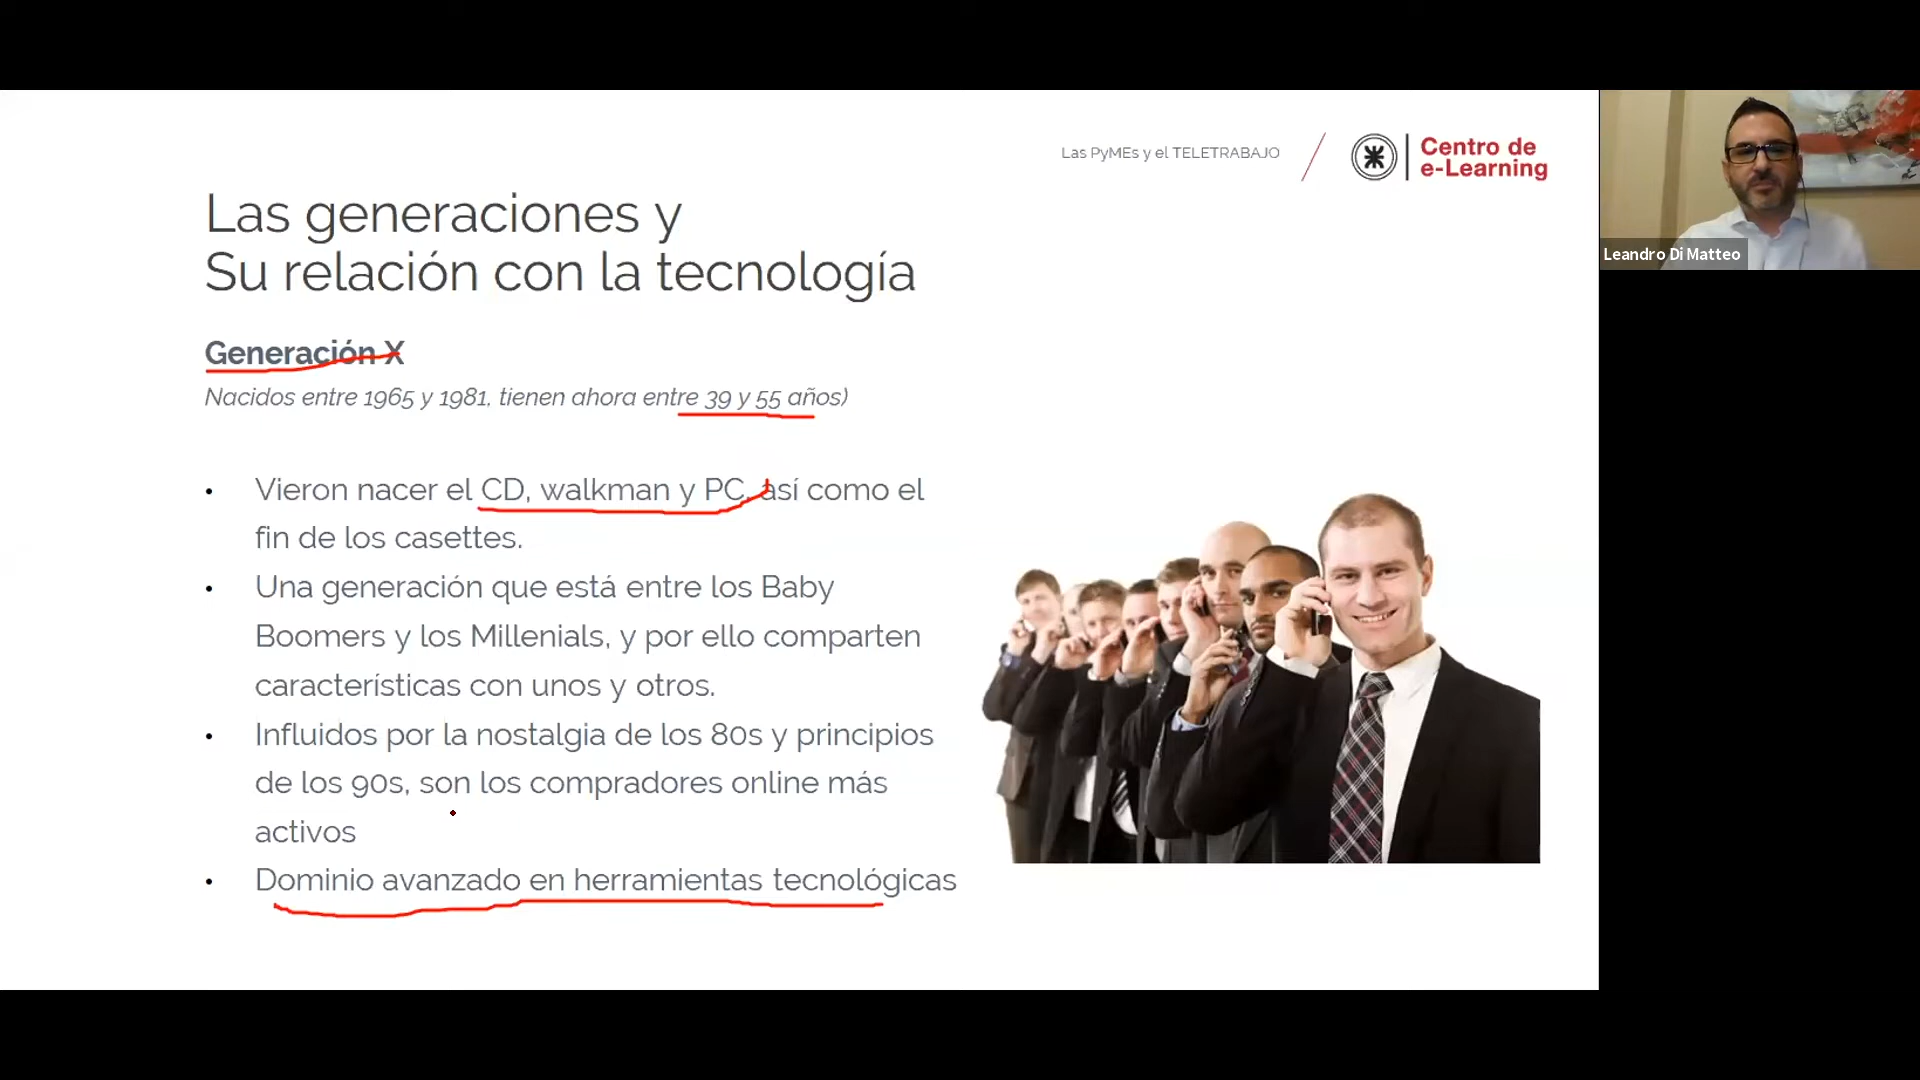 Las PyMEs y el TELETRABAJO
Centro de
e-Learning
Leandro Di Matteo
Las generaciones y
Su relación con la tecnología
Generación X
Nacidos entre 1965 y 1981, tienen ahora entre 39 y 55 años)
• Vieron nacer el CD, walkman y PC, así como el
fin de los casettes.
• Una generación que está entre los Baby
Boomers y los Millenials, y por ello comparten
características con unos y otros.
• Influidos por la nostalgia de los 80s y principios
de los 90s, son los compradores online más
activos
• Dominio avanzado en herramientas tecnológicas